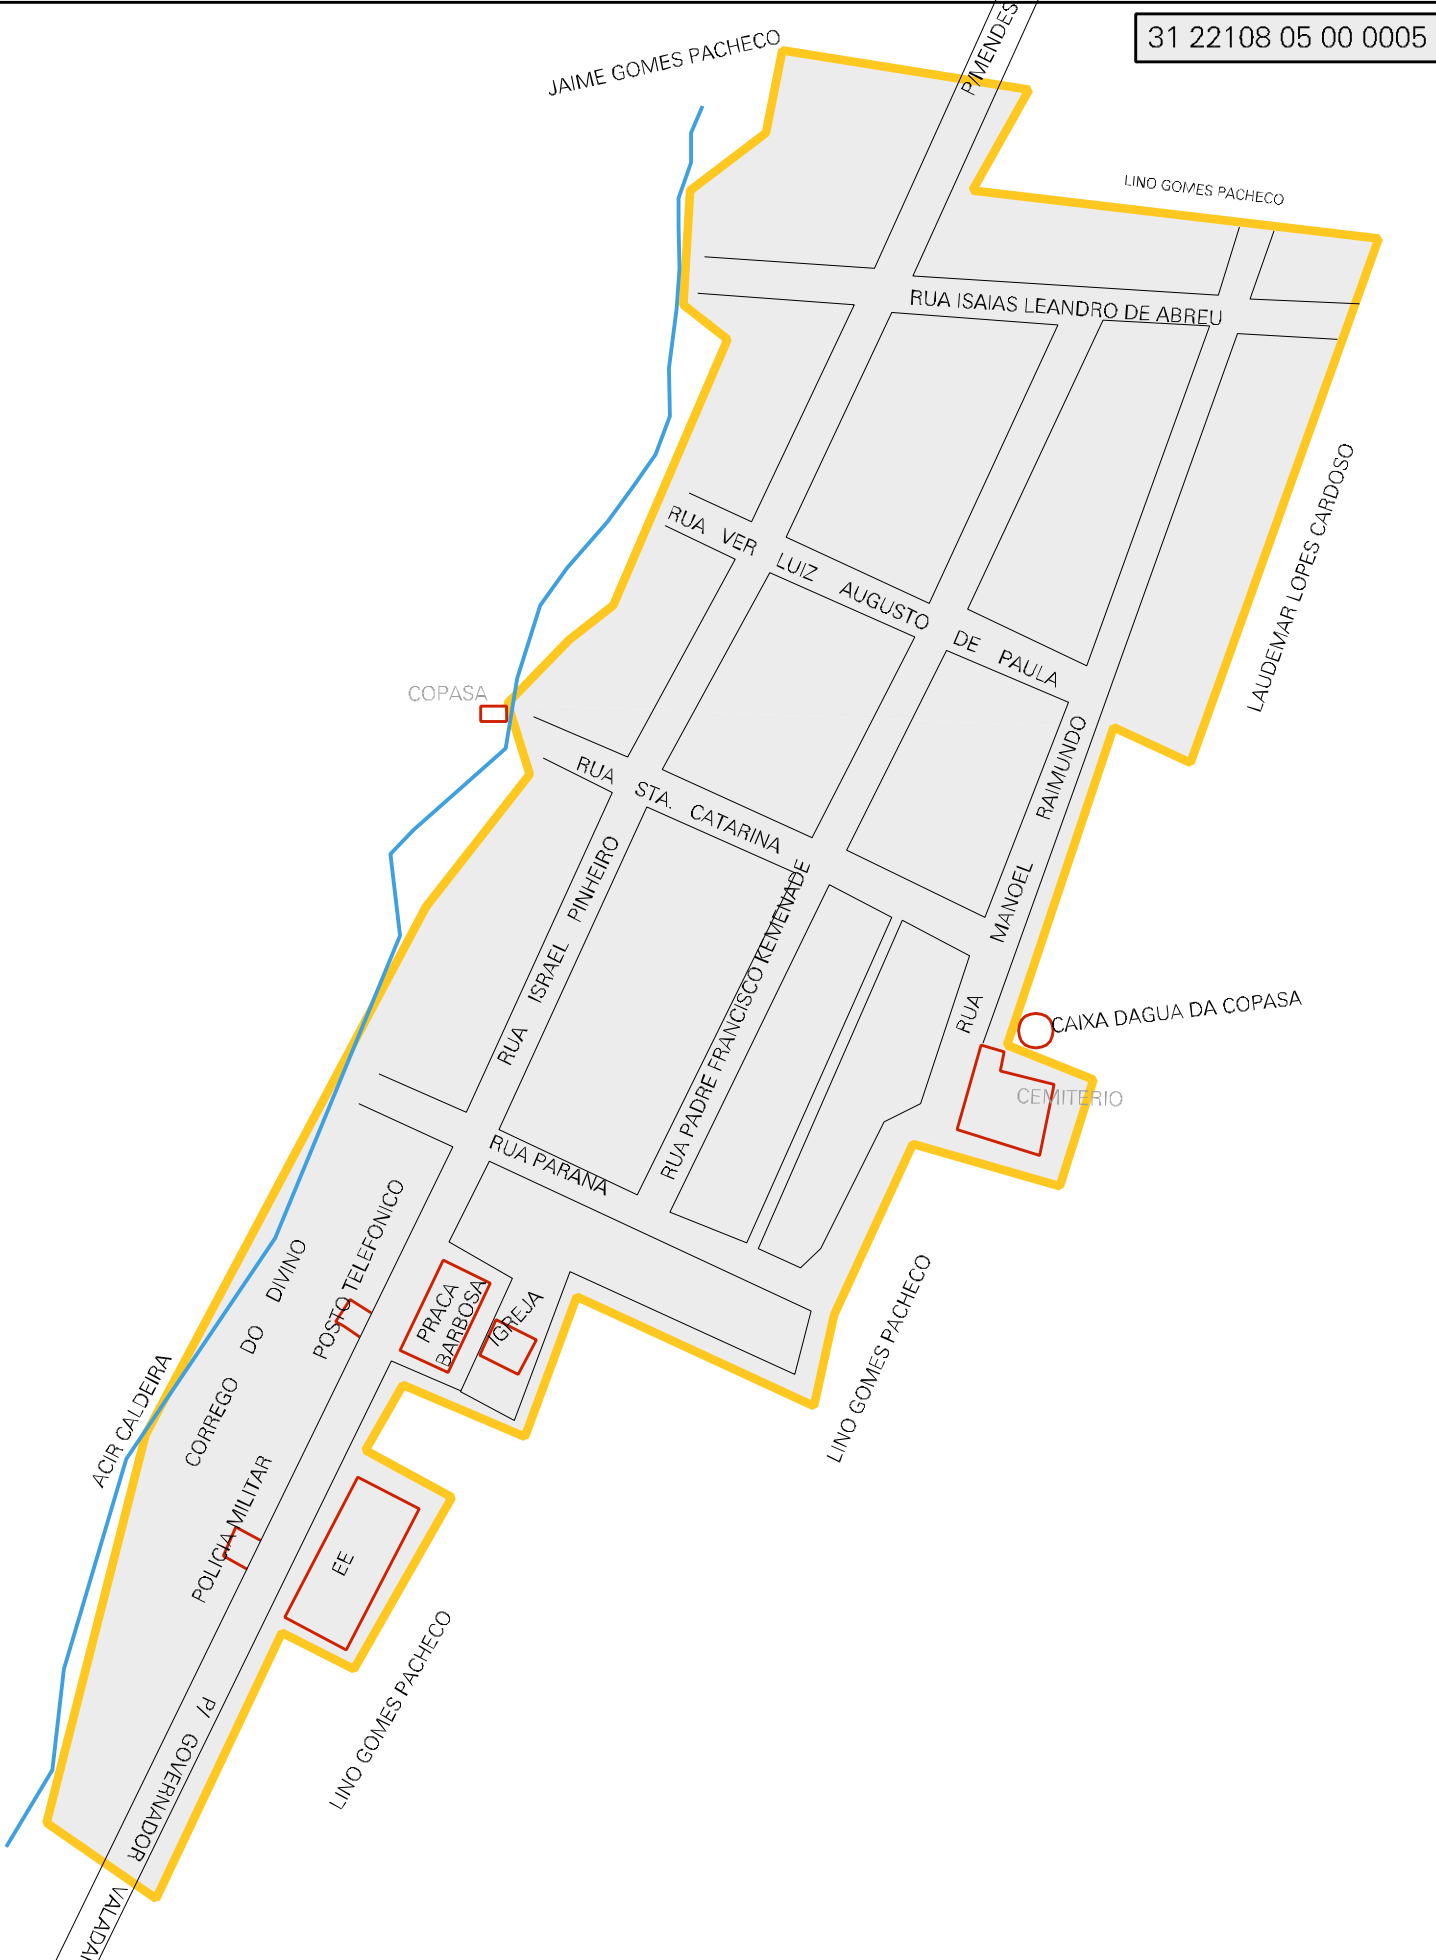 P/MENDES
31 22108 05 00 0005
JAIME GOMES PACHECO
LINO GOMES PACHECO
RUA ISAIAS LEANDRO DE ABREU
LAUDEMAR LOPES CARDOSO
RUA VER LUIZ AUGUSTO DE PAULA
COPASA
RUA STA. CATARINA
RUA MANOEL RAIMUNDO
RUA ISRAEL PINHEIRO
RUA PADRE FRANCISCO KEMENADE
CAIXA DAGUA DA COPASA
CEMITERIO
RUA PARANA
POSTO TELEFONICO
CORREGO DO DIVINO
PRACA
BARBOSA
IGREJA
LINO GOMES PACHECO
ACIR CALDEIRA
POLICIA MILITAR
EE
LINO GOMES PACHECO
P/ GOVERNADOR VALADA